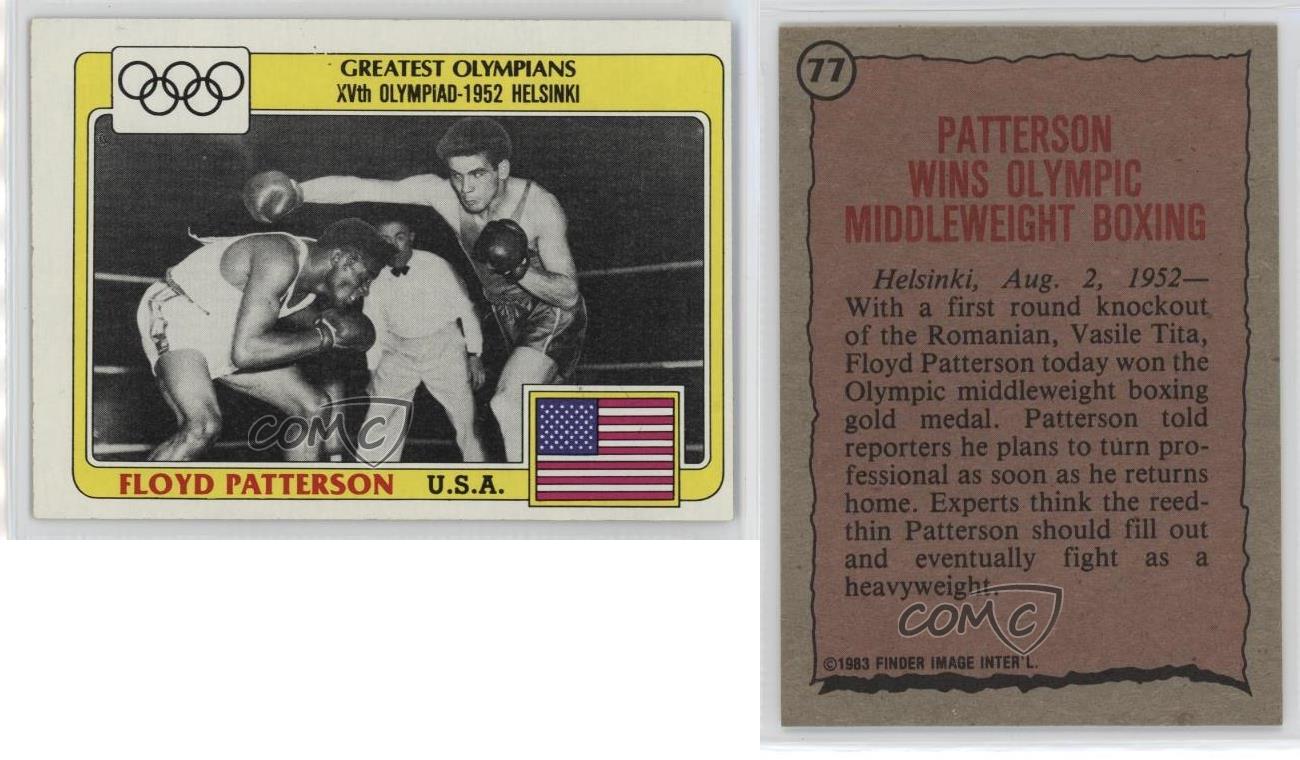 GREATEST OLYMPIANS
XVth OLYMPIAD-1952 HELSINKI
COMC
FLOYD PATTERSON U.S.A.
77
PATTERSON
WINS OLYMPIC
MIDDLEWEIGHT BOXING
Helsinki, Aug. 2, 1952—
With a first round knockout
of the Romanian, Vasile Tita,
Floyd Patterson today won the
Olympic middleweight boxing
gold medal. Patterson told
reporters he plans to turn pro-
fessional as soon as he returns
home. Experts think the reed-
thin Patterson should fill out
and eventually fight as a
heavyweight.
COMC
©1983 FINDER IMAGE INTER'L.